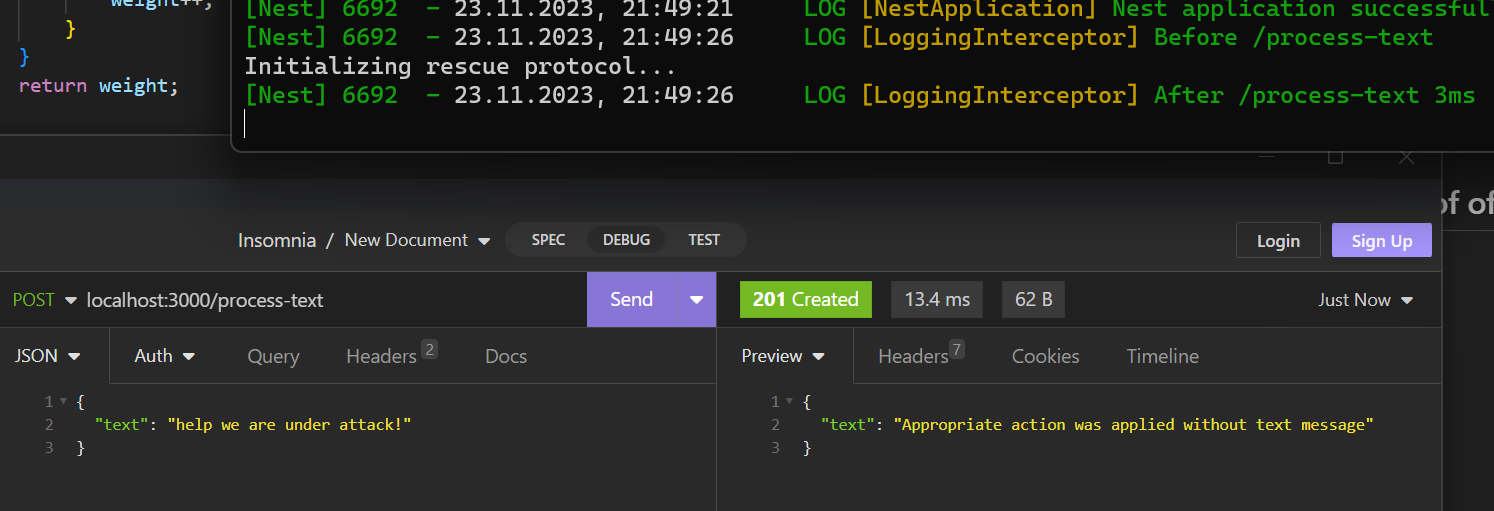 weight++;
}
}
return weight;
[Nest] 6692  - 23.11.2023, 21:49:21     LOG [NestApplication] Nest application successful
[Nest] 6692  - 23.11.2023, 21:49:26     LOG [LoggingInterceptor] Before /process-text
Initializing rescue protocol...
[Nest] 6692  - 23.11.2023, 21:49:26     LOG [LoggingInterceptor] After /process-text 3ms
of of
Insomnia / New Document SPEC DEBUG TEST Login Sign Up
POST localhost:3000/process-text Send 201 Created 13.4 ms 62 B Just Now
JSON Auth Query Headers 2 Docs Preview Headers 7 Cookies Timeline
1 {
2 "text": "help we are under attack!"
3 }
1 {
2 "text": "Appropriate action was applied without text message"
3 }